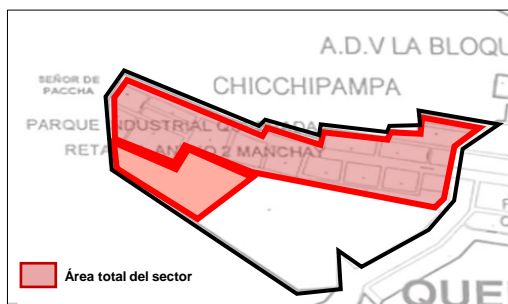 A.D.V LA BLOQU
SEÑOR DE
PACCHA
CHICCHIPAMPA
PARQUE INDUSTRIAL
RETA
2 MANCHAY
QUE
Área total del sector